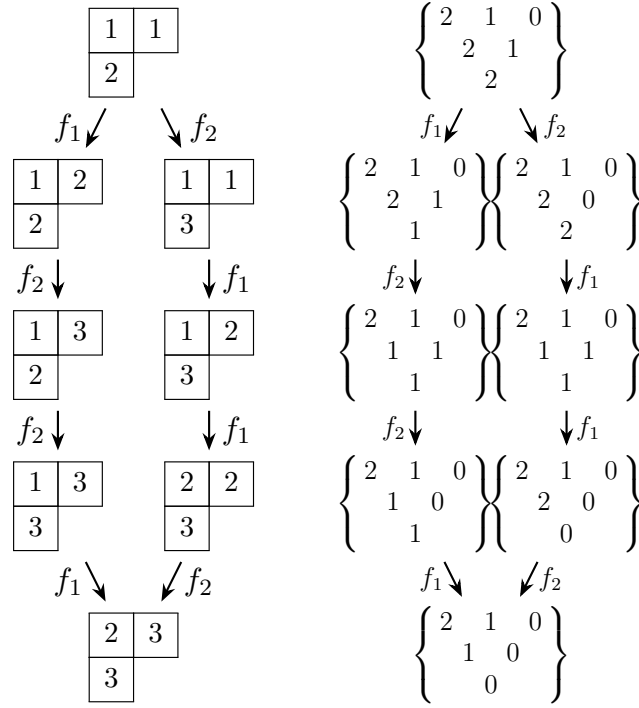 1 1 2 1 0
2 2 1
2
f₁ f₂ f₁ f₂
1 2 1 1 2 1 0 2 1 0
2 3 2 1 2 0
1 2
f₂ f₁ f₂ f₁
1 3 1 2 2 1 0 2 1 0
2 3 1 1 1 1
1 1
f₂ f₁ f₂ f₁
1 3 2 2 2 1 0 2 1 0
3 3 1 0 2 0
1 0
f₁ f₂ f₁ f₂
2 3 2 1 0
3 1 0
0